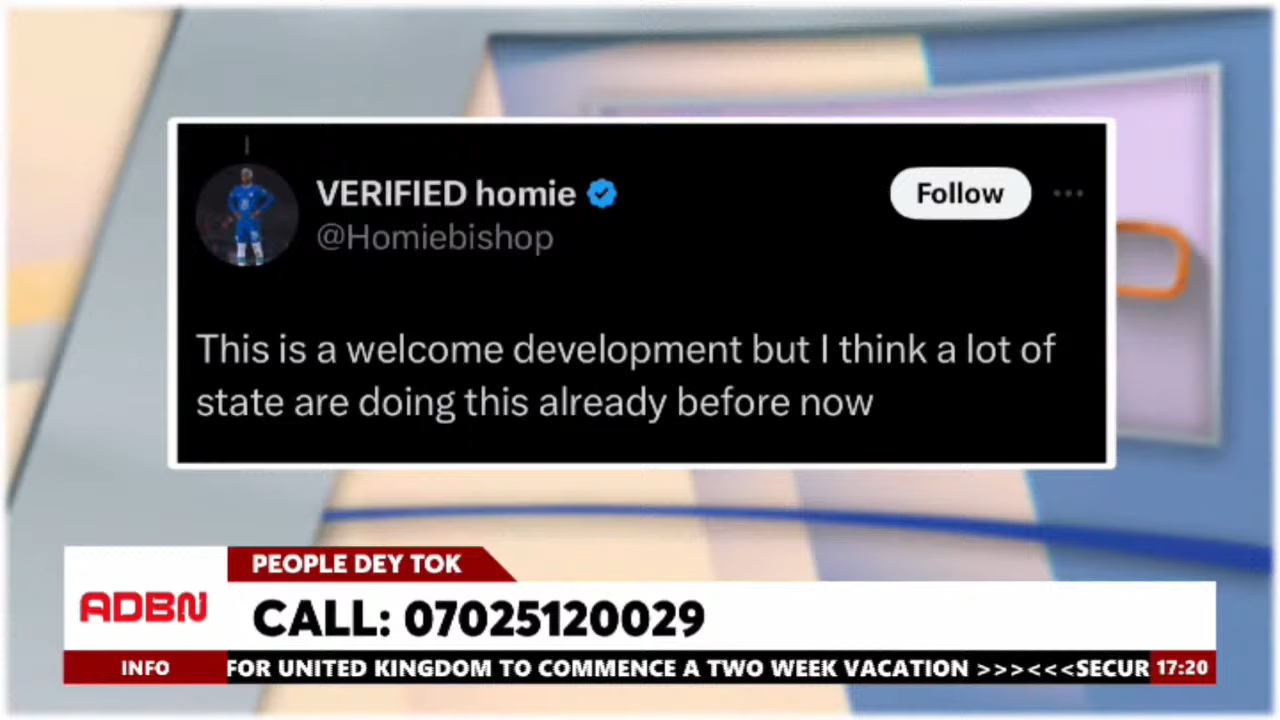 VERIFIED homie
Follow
@Homiebishop
This is a welcome development but I think a lot of
state are doing this already before now
PEOPLE DEY TOK
ADBN
CALL: 07025120029
INFO
FOR UNITED KINGDOM TO COMMENCE A TWO WEEK VACATION >>><<<SECUR
17:20